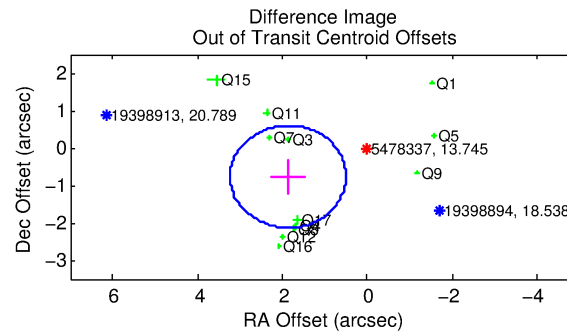 Difference Image
Out of Transit Centroid Offsets
Dec Offset (arcsec)
2
1
0
−1
−2
−3
Q15
Q1
19398913, 20.789
Q11
Q5
Q7
Q3
5478337, 13.745
Q9
19398894, 18.538
Q17
Q12
Q16
6
4
2
0
−2
−4
RA Offset (arcsec)